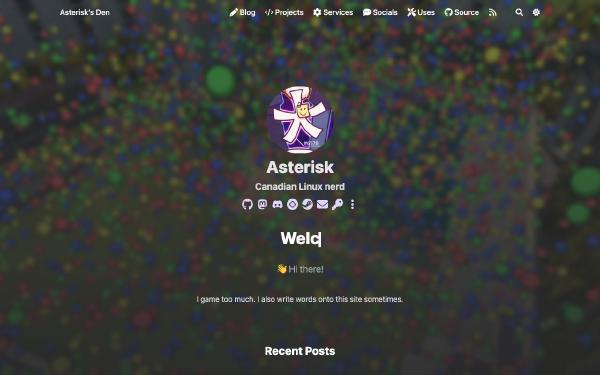 Asterisk's Den
Blog Projects Services Socials Uses Source
Asterisk
Canadian Linux nerd
Welc
👋 Hi there!
I game too much. I also write words onto this site sometimes.
Recent Posts